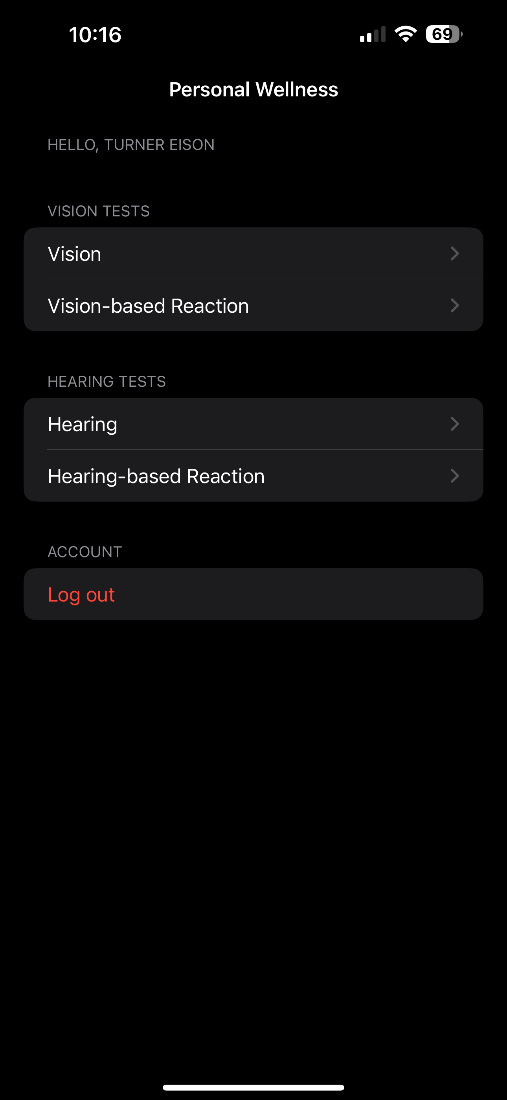 10:16
69
Personal Wellness
HELLO, TURNER EISON
VISION TESTS
Vision
Vision-based Reaction
HEARING TESTS
Hearing
Hearing-based Reaction
ACCOUNT
Log out